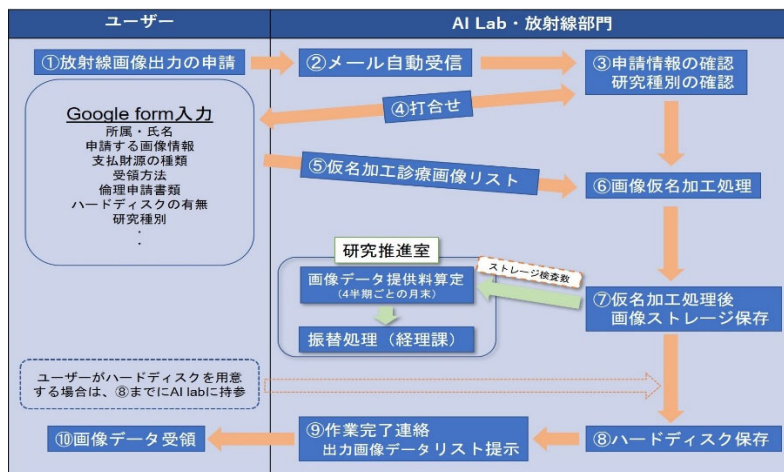 ユーザー
AI Lab・放射線部門
①放射線画像出力の申請
②メール自動受信
③申請情報の確認
研究種別の確認
④打合せ
Google form入力
所属・氏名
申請する画像情報
支払財源の種類
受領方法
倫理申請書類
ハードディスクの有無
研究種別
・
・
⑤仮名加工診療画像リスト
⑥画像仮名加工処理
研究推進室
画像データ提供料算定
(4半期ごとの月末)
振替処理（経理課）
ストレージ検査数
⑦仮名加工処理後
画像ストレージ保存
ユーザーがハードディスクを用意
する場合は、⑧までにAI labに持参
⑧ハードディスク保存
⑨作業完了連絡
出力画像データリスト提示
⑩画像データ受領